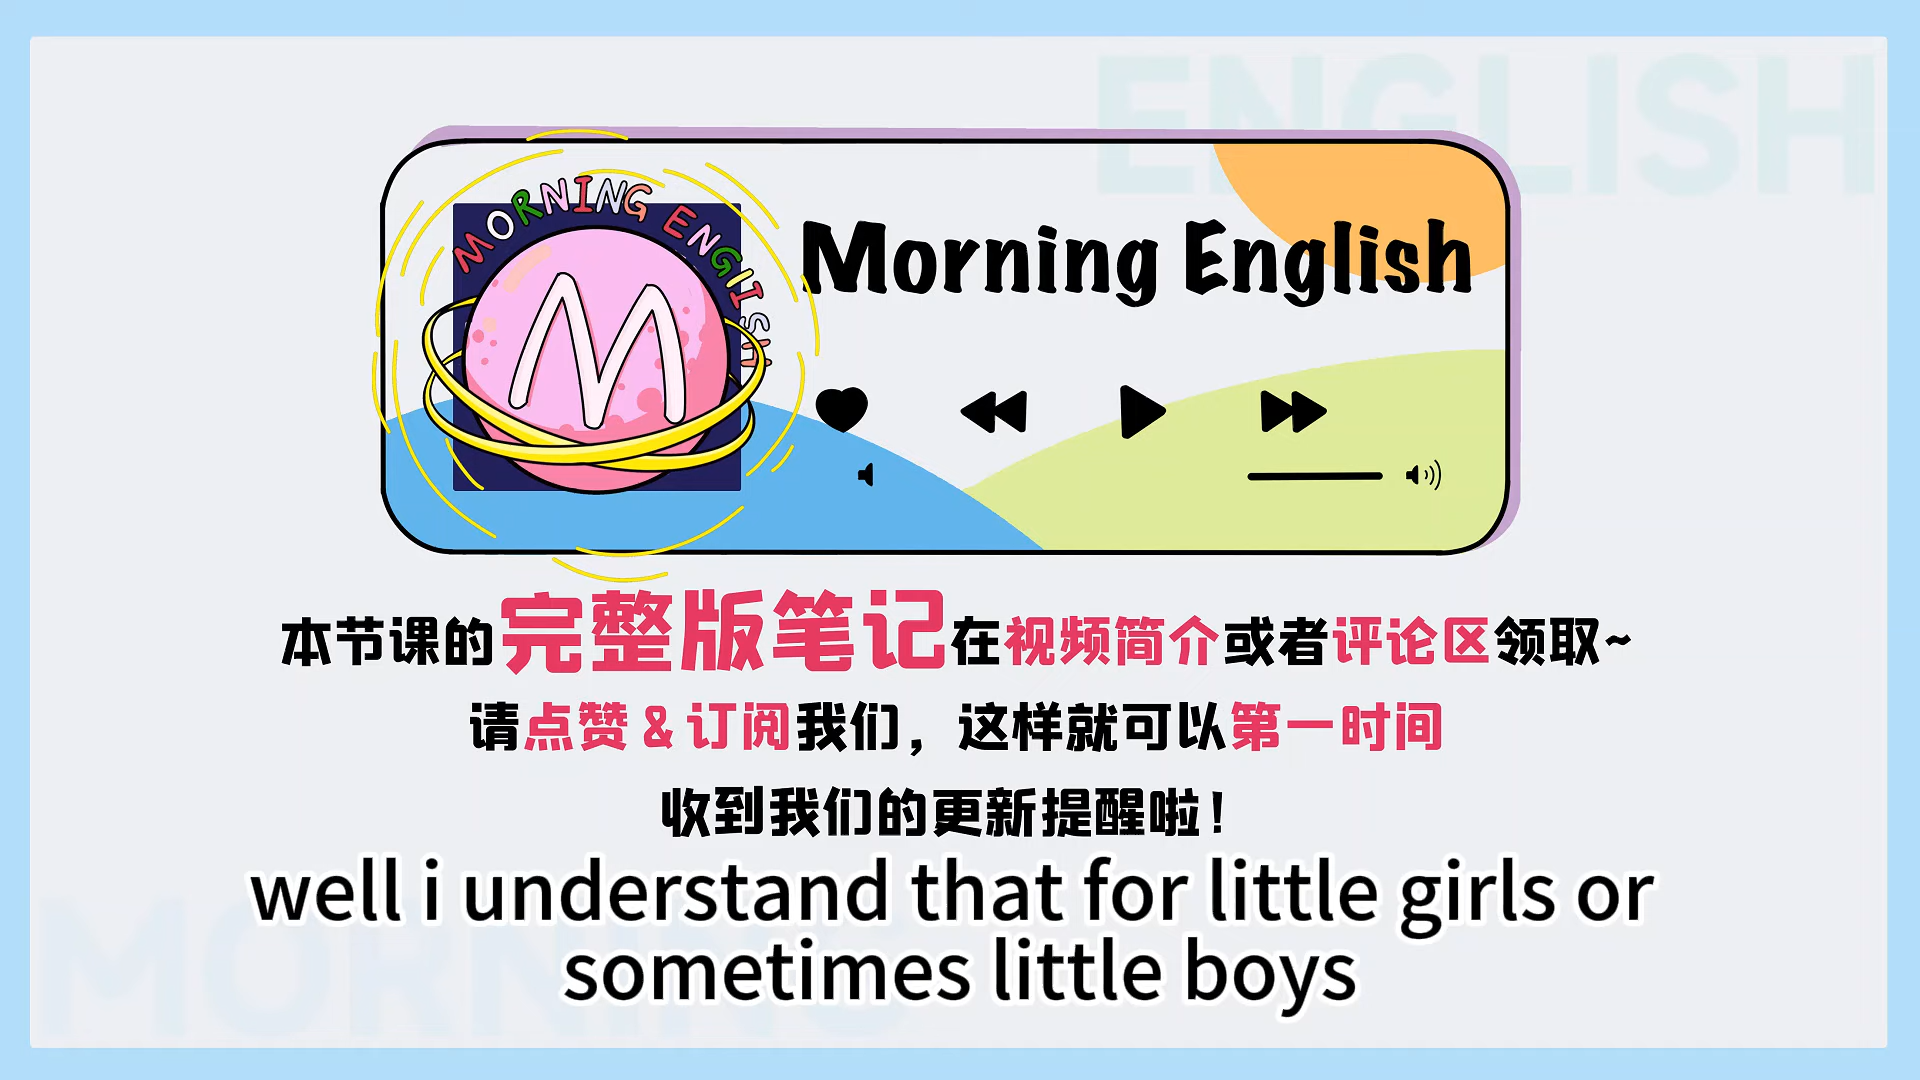 ENGLISH
MORNING ENGLISH
M
Morning English
本节课的完整版笔记在视频简介或者评论区领取~
请点赞&订阅我们，这样就可以第一时间
收到我们的更新提醒啦！
MORNING
well i understand that for little girls or
sometimes little boys